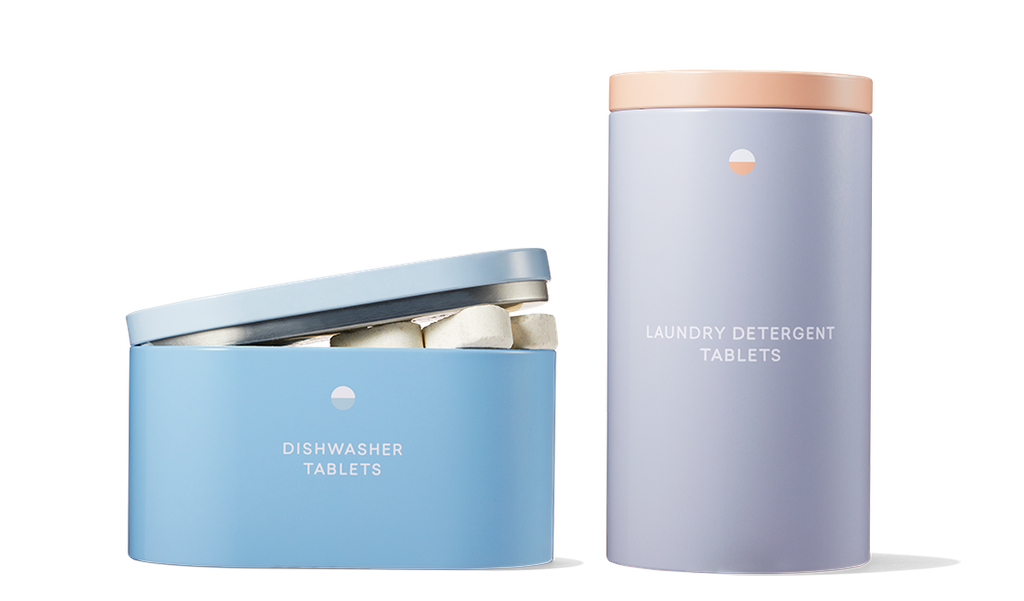 DISHWASHER
TABLETS
LAUNDRY DETERGENT
TABLETS